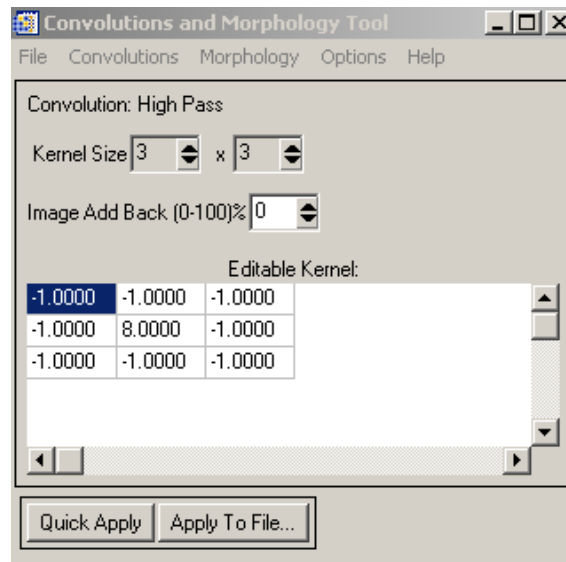 Convolutions and Morphology Tool
File Convolutions Morphology Options Help
Convolution: High Pass
Kernel Size 3 x 3
Image Add Back (0-100)% 0
Editable Kernel:
-1.0000 -1.0000 -1.0000
-1.0000 8.0000 -1.0000
-1.0000 -1.0000 -1.0000
Quick Apply Apply To File...